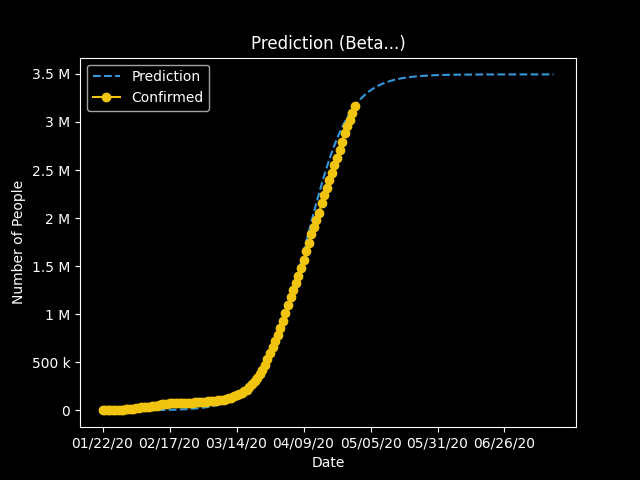 Prediction (Beta...)
Prediction
Confirmed
3.5 M
3 M
2.5 M
2 M
1.5 M
1 M
500 k
0
Number of People
01/22/20 02/17/20 03/14/20 04/09/20 05/05/20 05/31/20 06/26/20
Date